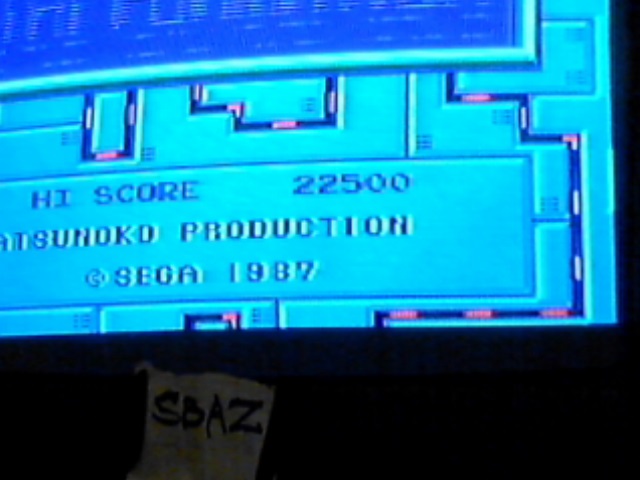 HI SCORE 22500
ATSUNOKO PRODUCTION
©SEGA 1987
SBAZ